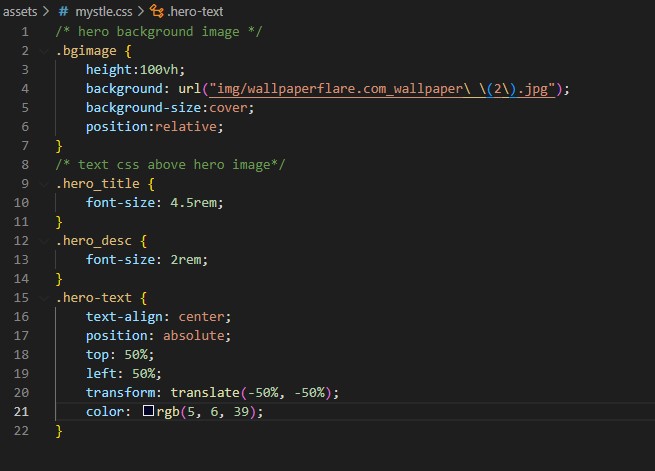 assets > # mystle.css > .hero-text
1 /* hero background image */
2 .bgimage {
3 height:100vh;
4 background: url("img/wallpaperflare.com_wallpaper\ \(2\).jpg");
5 background-size:cover;
6 position:relative;
7 }
8 /* text css above hero image*/
9 .hero_title {
10 font-size: 4.5rem;
11 }
12 .hero_desc {
13 font-size: 2rem;
14 }
15 .hero-text {
16 text-align: center;
17 position: absolute;
18 top: 50%;
19 left: 50%;
20 transform: translate(-50%, -50%);
21 color: rgb(5, 6, 39);
22 }